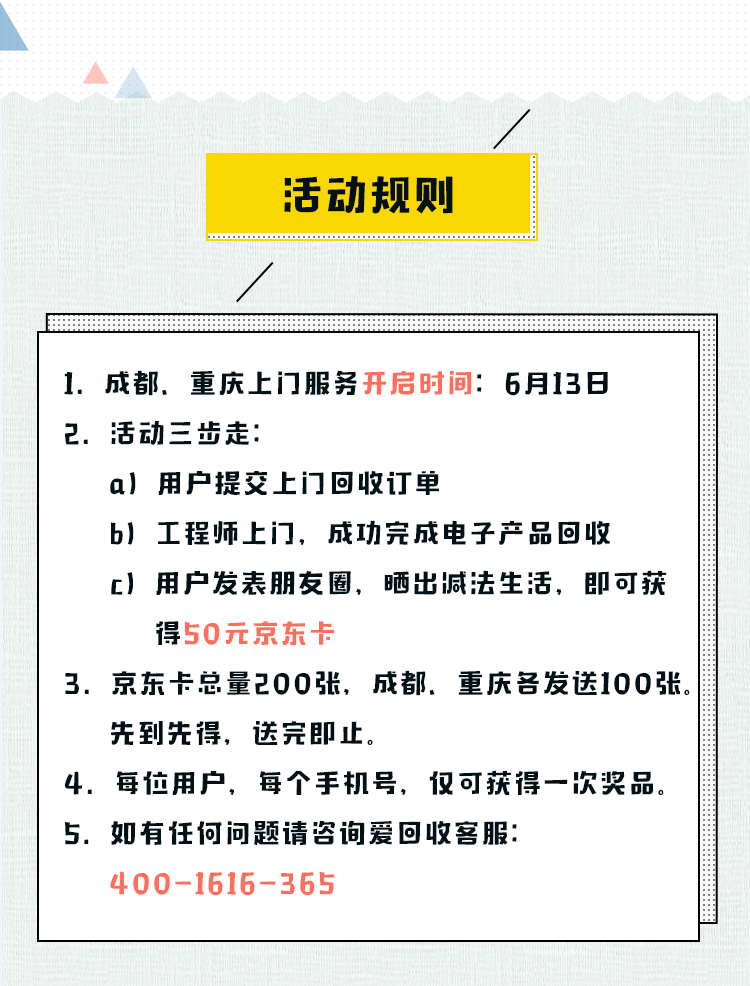 活动规则
1. 成都、重庆上门服务开启时间：6月13日
2. 活动三步走：
a) 用户提交上门回收订单
b) 工程师上门，成功完成电子产品回收
c) 用户发表朋友圈，晒出减法生活，即可获
得50元京东卡
3. 京东卡总量200张，成都、重庆各发送100张。
先到先得，送完即止。
4. 每位用户，每个手机号，仅可获得一次奖品。
5. 如有任何问题请咨询爱回收客服：
400-1616-365